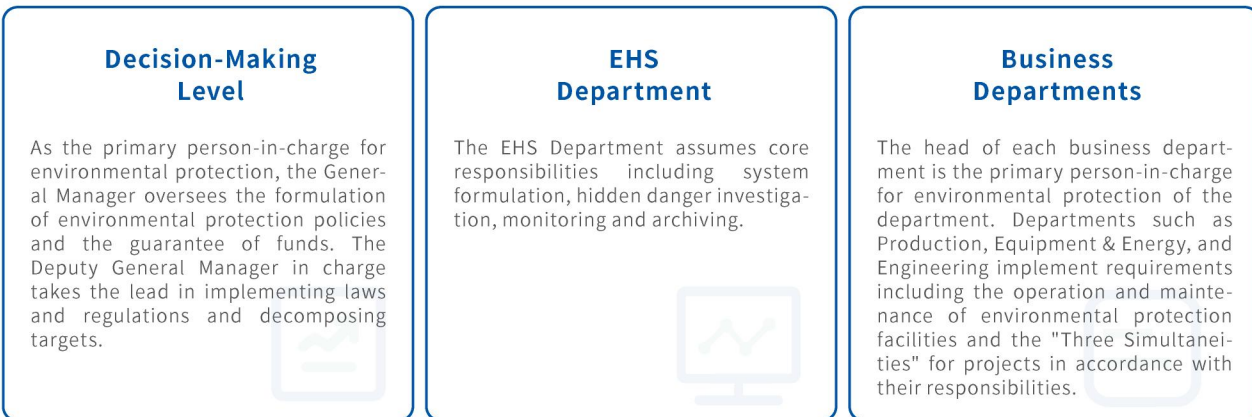 Decision-Making
Level
As the primary person-in-charge for
environmental protection, the Gener-
al Manager oversees the formulation
of environmental protection policies
and the guarantee of funds. The
Deputy General Manager in charge
takes the lead in implementing laws
and regulations and decomposing
targets.
EHS
Department
The EHS Department assumes core
responsibilities including system
formulation, hidden danger investiga-
tion, monitoring and archiving.
Business
Departments
The head of each business depart-
ment is the primary person-in-charge
for environmental protection of the
department. Departments such as
Production, Equipment & Energy, and
Engineering implement requirements
including the operation and mainte-
nance of environmental protection
facilities and the "Three Simultanei-
ties" for projects in accordance with
their responsibilities.